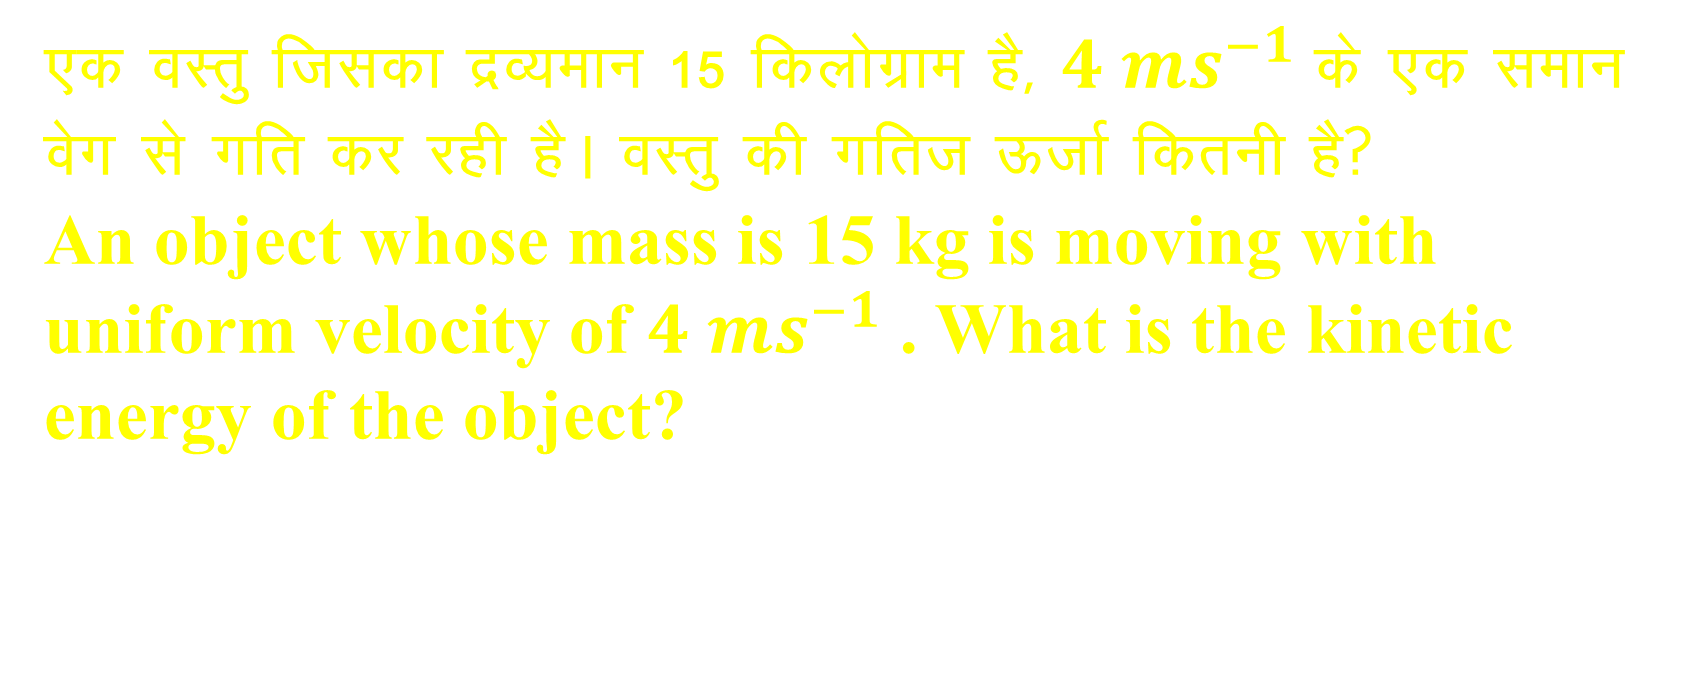 एक वस्तु जिसका द्रव्यमान 15 किलोग्राम है, 4 ms⁻¹ के एक समान
वेग से गति कर रही है। वस्तु की गतिज ऊर्जा कितनी है?
An object whose mass is 15 kg is moving with
uniform velocity of 4 ms⁻¹ . What is the kinetic
energy of the object?